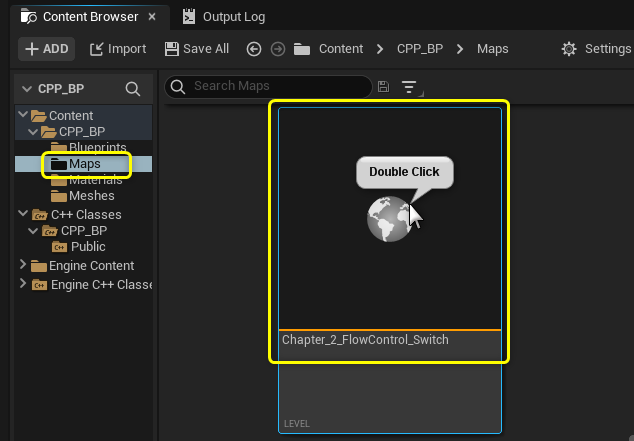 Content Browser
Output Log
ADD
Import
Save All
Content
CPP_BP
Maps
Settings
CPP_BP
Search Maps
Content
CPP_BP
Blueprints
Maps
Materials
Meshes
C++ Classes
CPP_BP
Public
Engine Content
Engine C++ Classe
Double Click
Chapter_2_FlowControl_Switch
LEVEL